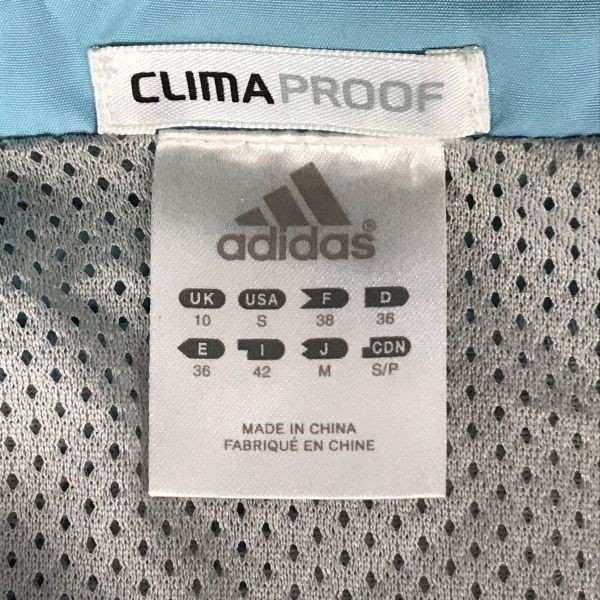 CLIMAPROOF
adidas®
UK USA F D
10 S 38 36
E I J CDN
36 42 M S/P
MADE IN CHINA
FABRIQUÉ EN CHINE